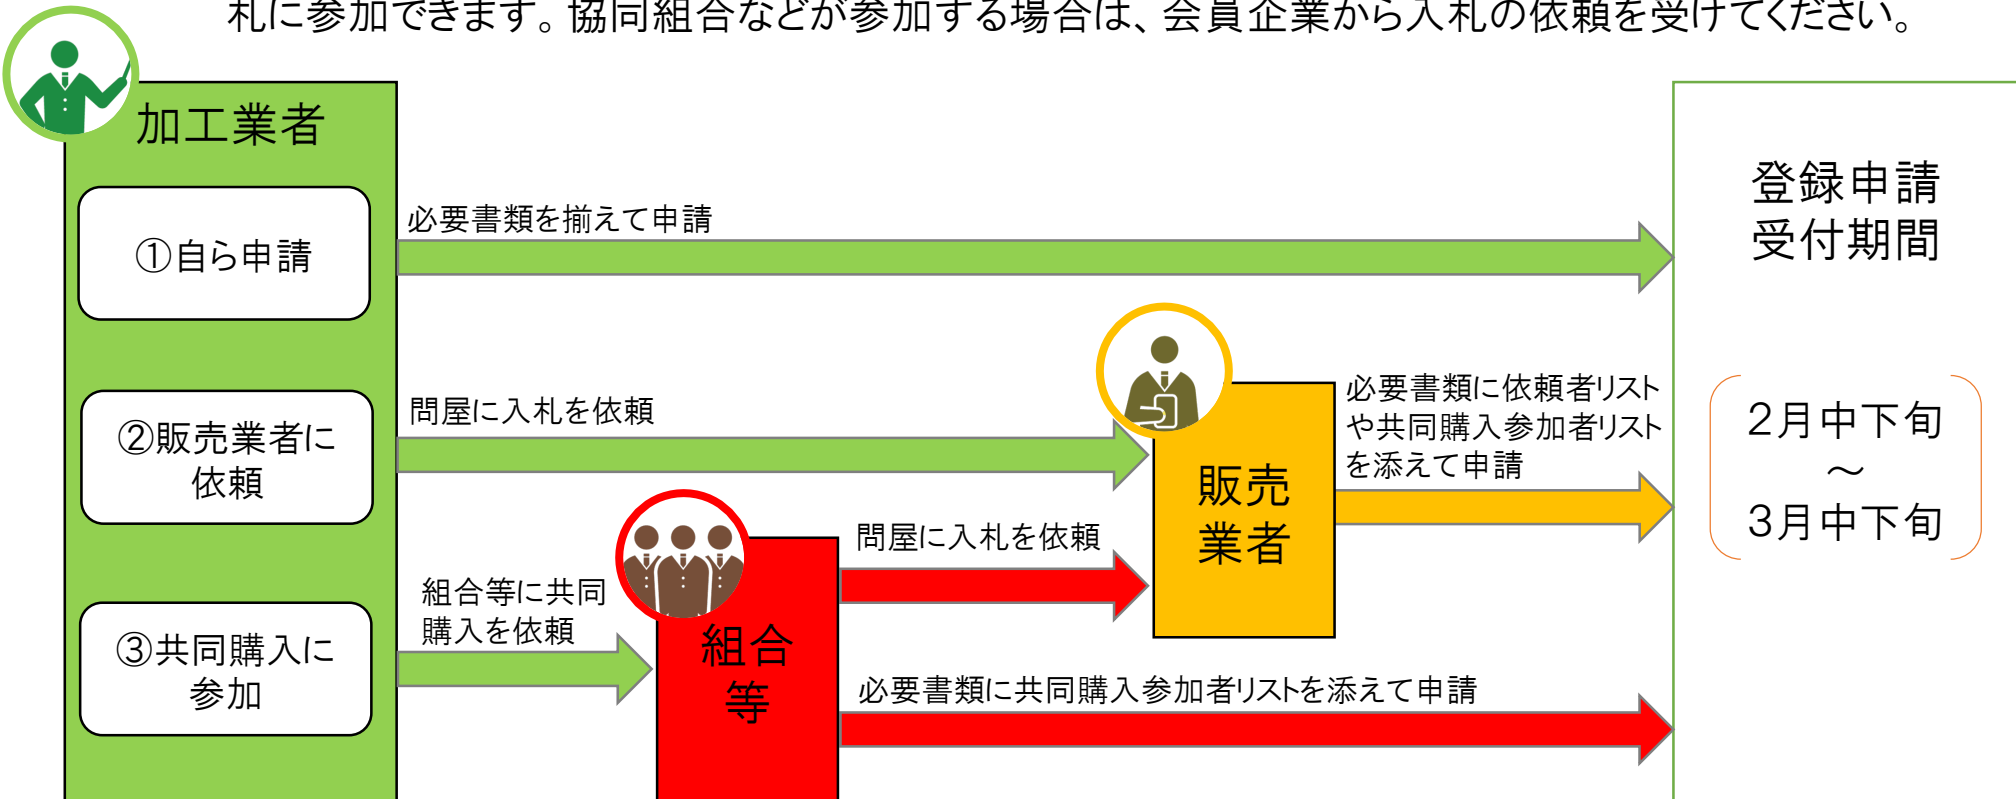 札に参加できます。協同組合などが参加する場合は、会員企業から入札の依頼を受けてください。
加工業者
①自ら申請
必要書類を揃えて申請
登録申請
受付期間
2月中下旬
～
3月中下旬
②販売業者に
依頼
問屋に入札を依頼
販売
業者
必要書類に依頼者リスト
や共同購入参加者リスト
を添えて申請
③共同購入に
参加
組合等に共同
購入を依頼
組合
等
問屋に入札を依頼
必要書類に共同購入参加者リストを添えて申請